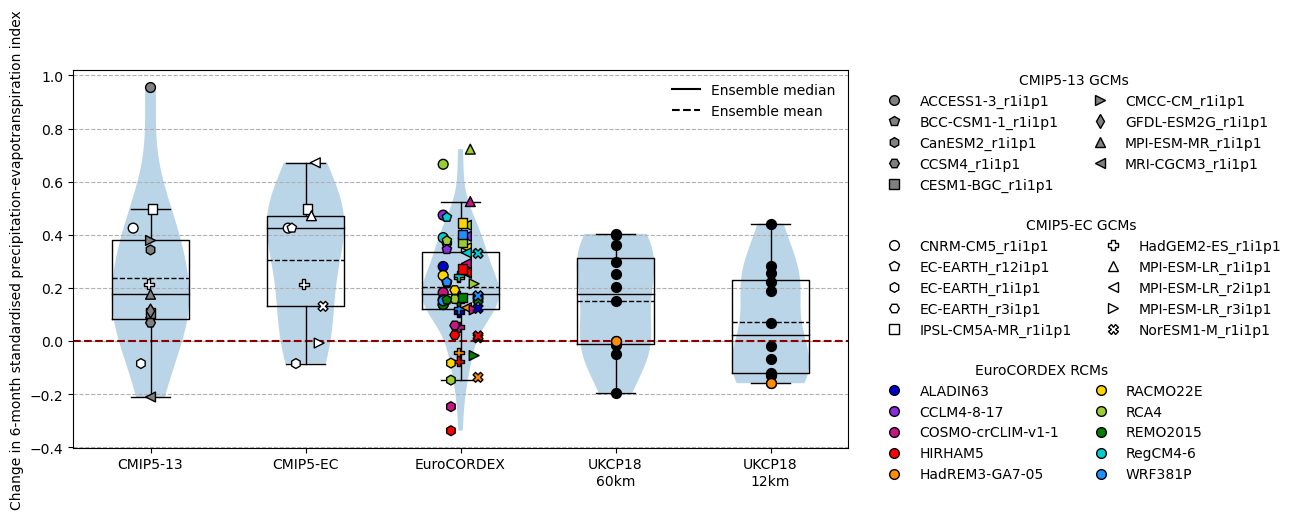 Change in 6-month standardised precipitation-evapotranspiration index
1.0
0.8
0.6
0.4
0.2
0.0
−0.2
−0.4
Ensemble median
Ensemble mean
CMIP5-13
CMIP5-EC
EuroCORDEX
UKCP18
60km
UKCP18
12km
CMIP5-13 GCMs
ACCESS1-3_r1i1p1
BCC-CSM1-1_r1i1p1
CanESM2_r1i1p1
CCSM4_r1i1p1
CESM1-BGC_r1i1p1
CMCC-CM_r1i1p1
GFDL-ESM2G_r1i1p1
MPI-ESM-MR_r1i1p1
MRI-CGCM3_r1i1p1
CMIP5-EC GCMs
CNRM-CM5_r1i1p1
EC-EARTH_r12i1p1
EC-EARTH_r1i1p1
EC-EARTH_r3i1p1
IPSL-CM5A-MR_r1i1p1
HadGEM2-ES_r1i1p1
MPI-ESM-LR_r1i1p1
MPI-ESM-LR_r2i1p1
MPI-ESM-LR_r3i1p1
NorESM1-M_r1i1p1
EuroCORDEX RCMs
ALADIN63
CCLM4-8-17
COSMO-crCLIM-v1-1
HIRHAM5
HadREM3-GA7-05
RACMO22E
RCA4
REMO2015
RegCM4-6
WRF381P